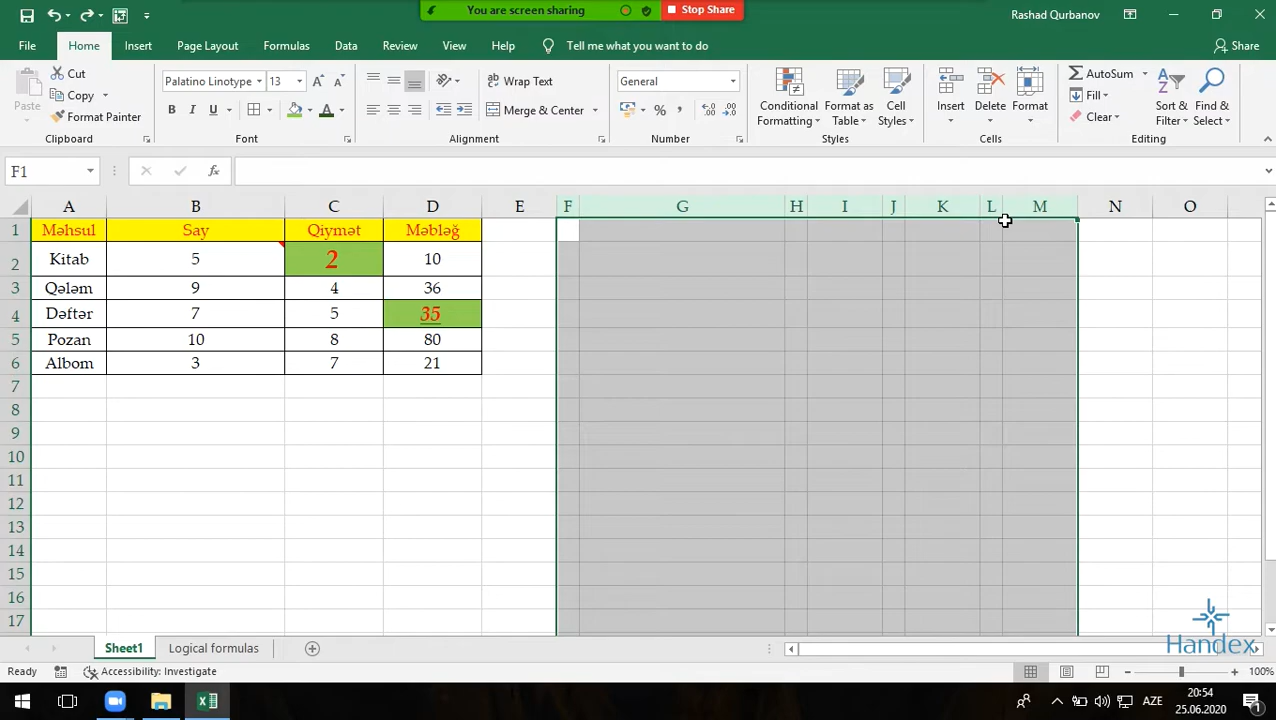 You are screen sharing
Stop Share
Rashad Qurbanov
File Home Insert Page Layout Formulas Data Review View Help Tell me what you want to do Share
Paste Cut Copy Format Painter Clipboard
Palatino Linotype 13 B I U A Font
Wrap Text Merge & Center Alignment
General % Number
Conditional Formatting Format as Table Cell Styles Styles
Insert Delete Format Cells
AutoSum Fill Clear Sort & Filter Find & Select Editing
F1 fx
A B C D E F G H I J K L M N O
1 Məhsul Say Qiymət Məbləğ
2 Kitab 5 2 10
3 Qələm 9 4 36
4 Dəftər 7 5 35
5 Pozan 10 8 80
6 Albom 3 7 21
7
8
9
10
11
12
13
14
15
16
17
Handex
Sheet1 Logical formulas
Ready Accessibility: Investigate 100%
AZE 20:54
25.06.2020
1